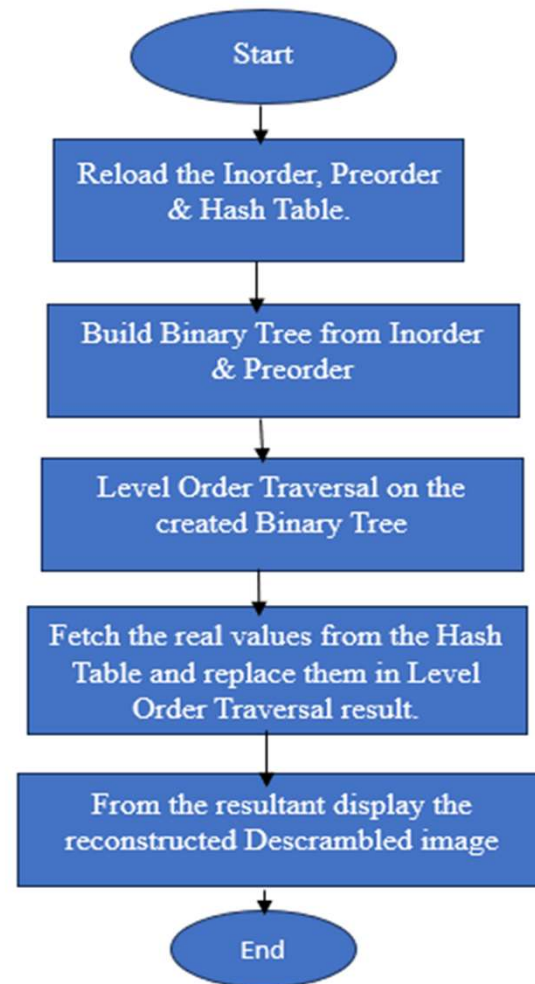 Start
Reload the Inorder, Preorder
& Hash Table.
Build Binary Tree from Inorder
& Preorder
Level Order Traversal on the
created Binary Tree
Fetch the real values from the Hash
Table and replace them in Level
Order Traversal result.
From the resultant display the
reconstructed Descrambled image
End